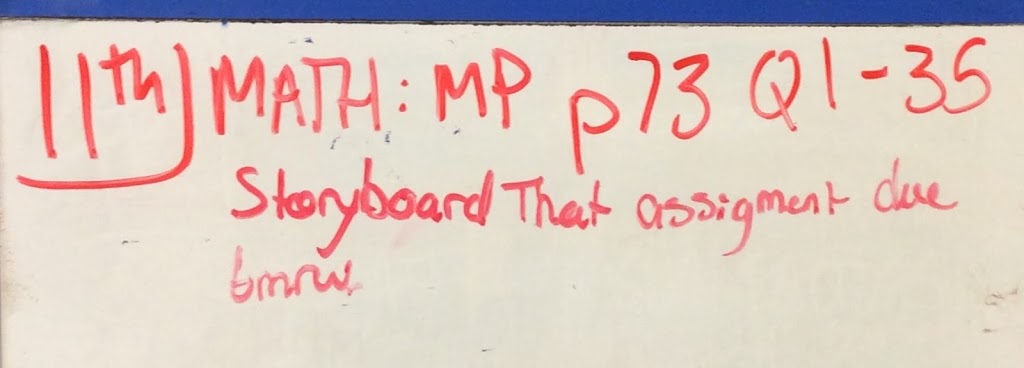 11th MATH: MP p73 Q1-35
Storyboard That assigment due
tmrw